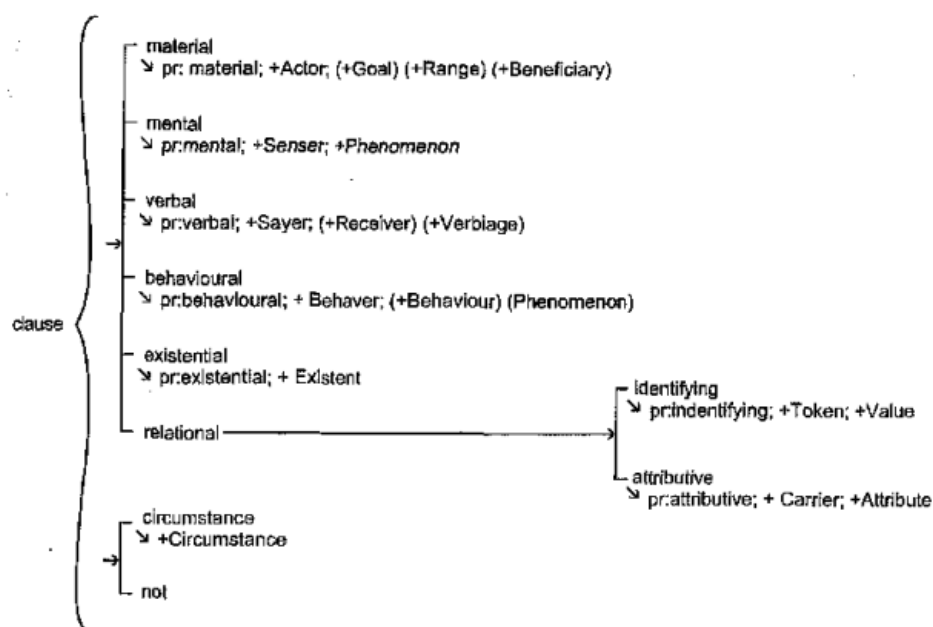 material
↘ pr: material; +Actor; (+Goal) (+Range) (+Beneficiary)
mental
↘ pr:mental; +Senser; +Phenomenon
verbal
↘ pr:verbal; +Sayer; (+Receiver) (+Verbiage)
behavioural
↘ pr:behavioural; + Behaver; (+Behaviour) (Phenomenon)
clause
existential
↘ pr:existential; + Existent
identifying
↘ pr:indentifying; +Token; +Value
relational
attributive
↘ pr:attributive; + Carrier; +Attribute
circumstance
↘ +Circumstance
not